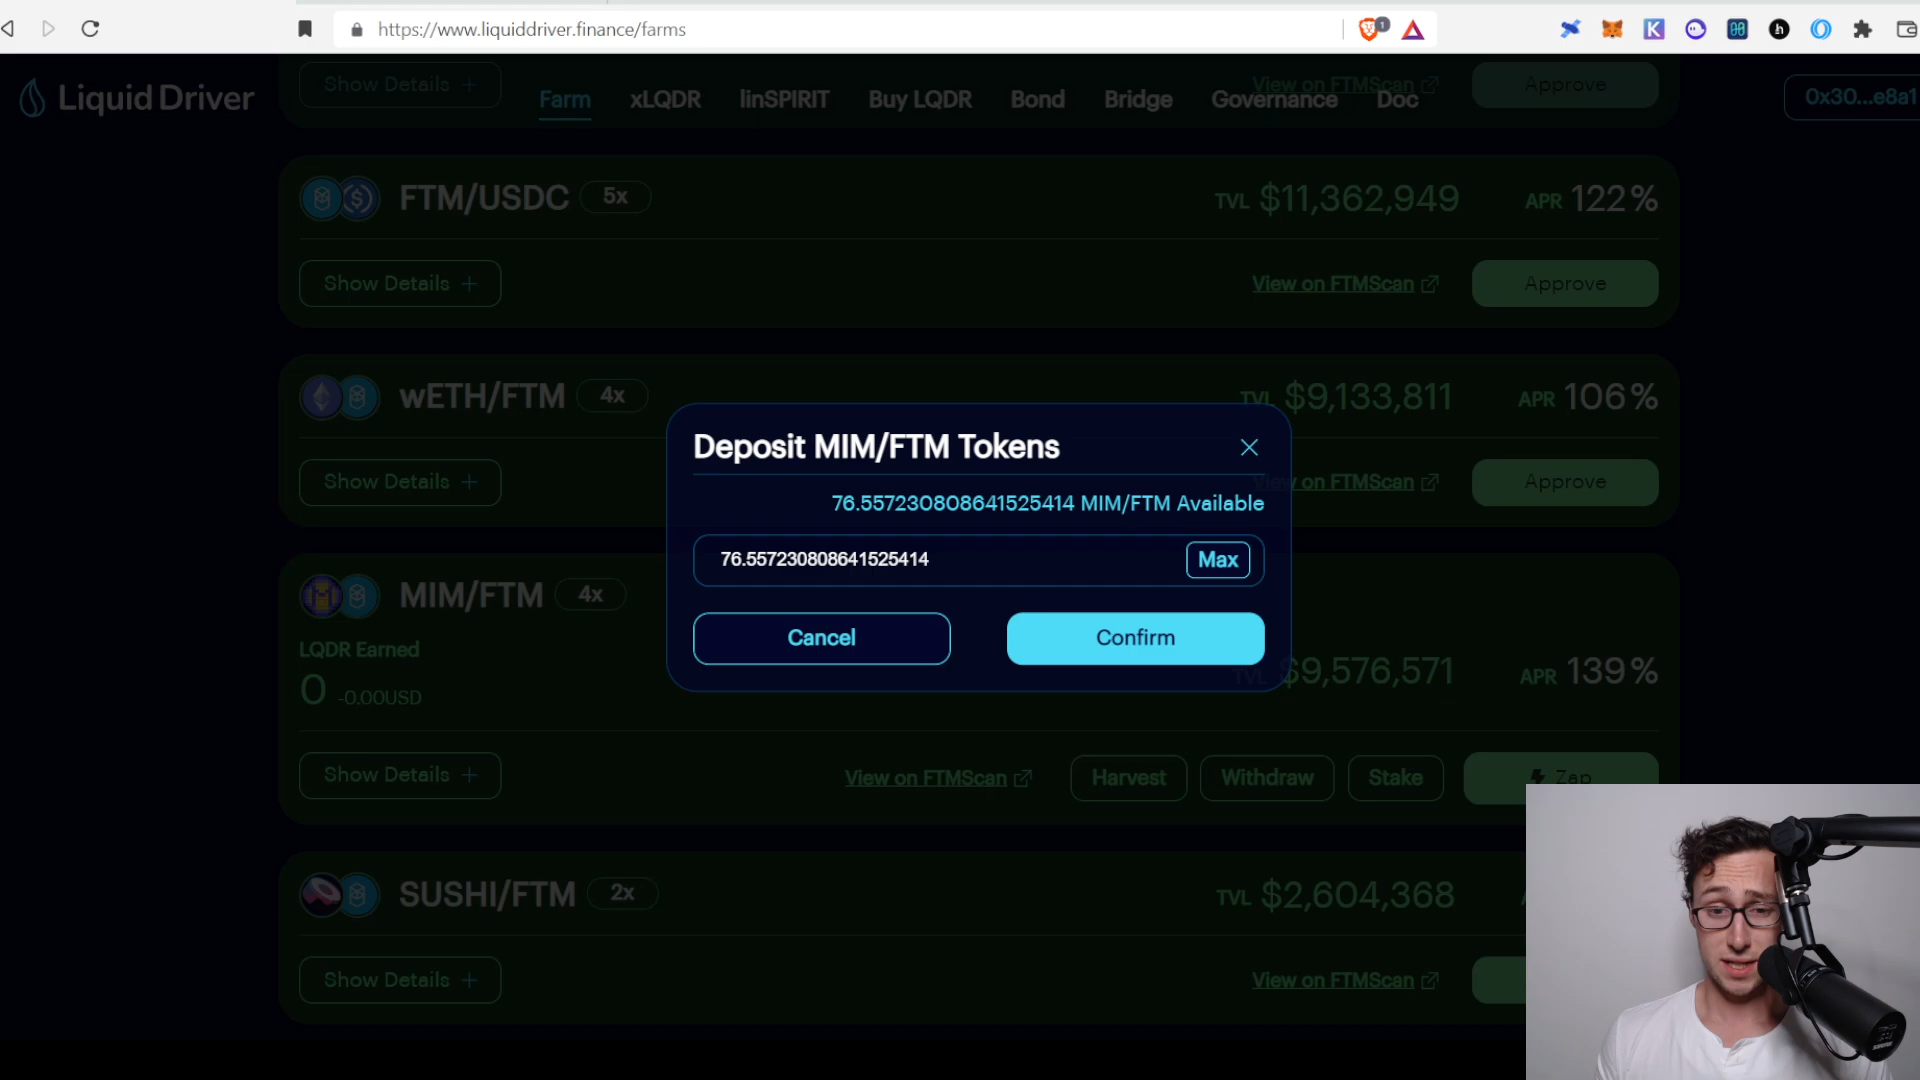 https://www.liquiddriver.finance/farms
1
K
Liquid Driver
Show Details +
Farm
xLQDR
linSPIRIT
Buy LQDR
Bond
Bridge
Governance
Doc
View on FTMScan
Approve
0x30...e8a1
FTM/USDC 5x
TVL $11,362,949
APR 122%
Show Details +
View on FTMScan
Approve
wETH/FTM 4x
TVL $9,133,811
APR 106%
Show Details +
View on FTMScan
Approve
Deposit MIM/FTM Tokens
76.557230808641525414 MIM/FTM Available
76.557230808641525414
Max
Cancel
Confirm
MIM/FTM 4x
LQDR Earned
0 -0.00USD
TVL $9,576,571
APR 139%
Show Details +
View on FTMScan
Harvest
Withdraw
Stake
Zap
SUSHI/FTM 2x
TVL $2,604,368
Show Details +
View on FTMScan